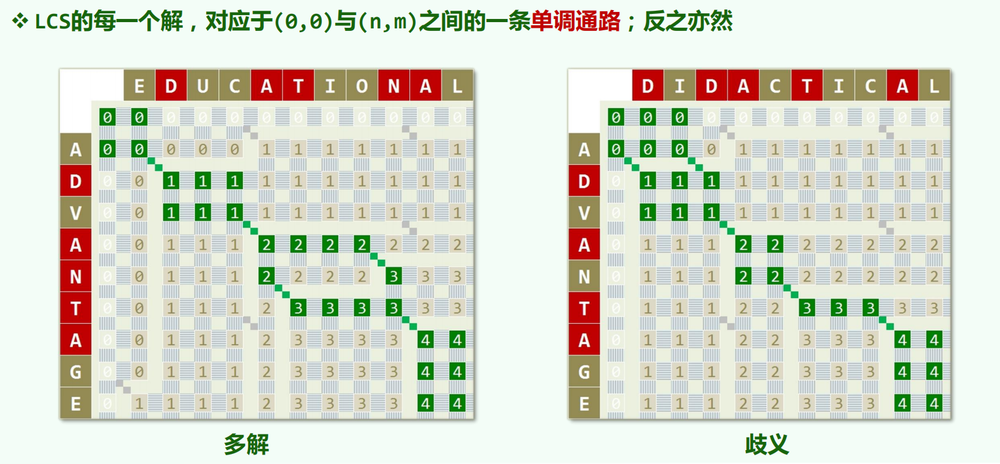 ❖ LCS的每一个解，对应于(0,0)与(n,m)之间的一条单调通路；反之亦然
E D U C A T I O N A L
0 0 0 0 0 0 0 0 0 0 0 0
A 0 0 0 0 0 1 1 1 1 1 1 1
D 0 0 1 1 1 1 1 1 1 1 1 1
V 0 0 1 1 1 1 1 1 1 1 1 1
A 0 0 1 1 1 2 2 2 2 2 2 2
N 0 0 1 1 1 2 2 2 2 3 3 3
T 0 0 1 1 1 2 3 3 3 3 3 3
A 0 0 1 1 1 2 3 3 3 3 4 4
G 0 0 1 1 1 2 3 3 3 3 4 4
E 0 1 1 1 1 2 3 3 3 3 4 4
多解
D I D A C T I C A L
0 0 0 0 0 0 0 0 0 0 0
A 0 0 0 0 1 1 1 1 1 1 1
D 0 1 1 1 1 1 1 1 1 1 1
V 0 1 1 1 1 1 1 1 1 1 1
A 0 1 1 1 2 2 2 2 2 2 2
N 0 1 1 1 2 2 2 2 2 2 2
T 0 1 1 1 2 2 3 3 3 3 3
A 0 1 1 1 2 2 3 3 3 4 4
G 0 1 1 1 2 2 3 3 3 4 4
E 0 1 1 1 2 2 3 3 3 4 4
歧义